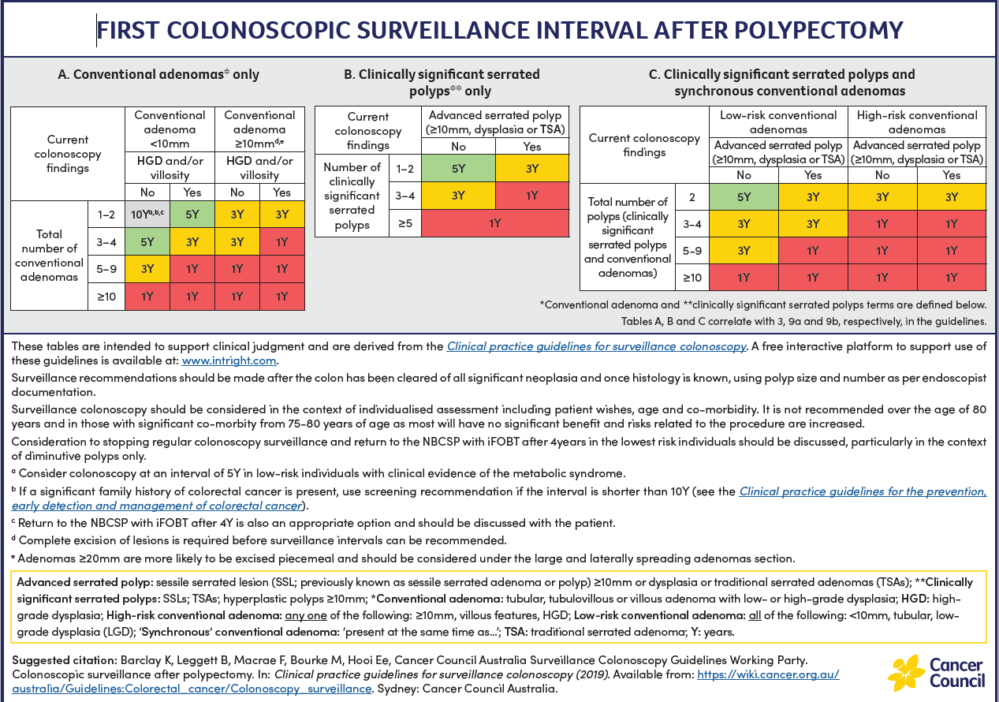 FIRST COLONOSCOPIC SURVEILLANCE INTERVAL AFTER POLYPECTOMY
A. Conventional adenomas* only
Current
colonoscopy
findings
Conventional
adenoma
<10mm
Conventional
adenoma
≥10mmd,e
HGD and/or
villosity
HGD and/or
villosity
No Yes No Yes
Total
number of
conventional
adenomas
1–2 10Ya,b,c 5Y 3Y 3Y
3–4 5Y 3Y 3Y 1Y
5–9 3Y 1Y 1Y 1Y
≥10 1Y 1Y 1Y 1Y
B. Clinically significant serrated
polyps** only
Current
colonoscopy
findings
Advanced serrated polyp
(≥10mm, dysplasia or TSA)
No Yes
Number of
clinically
significant
serrated
polyps
1–2 5Y 3Y
3–4 3Y 1Y
≥5 1Y
C. Clinically significant serrated polyps and
synchronous conventional adenomas
Current colonoscopy
findings
Low-risk conventional
adenomas
High-risk conventional
adenomas
Advanced serrated polyp
(≥10mm, dysplasia or TSA)
Advanced serrated polyp
(≥10mm, dysplasia or TSA)
No Yes No Yes
Total number of
polyps (clinically
significant
serrated polyps
and conventional
adenomas)
2 5Y 3Y 3Y 3Y
3-4 3Y 3Y 1Y 1Y
5-9 3Y 1Y 1Y 1Y
≥10 1Y 1Y 1Y 1Y
*Conventional adenoma and **clinically significant serrated polyps terms are defined below.
Tables A, B and C correlate with 3, 9a and 9b, respectively, in the guidelines.
These tables are intended to support clinical judgment and are derived from the Clinical practice guidelines for surveillance colonoscopy. A free interactive platform to support use of
these guidelines is available at: www.intright.com.
Surveillance recommendations should be made after the colon has been cleared of all significant neoplasia and once histology is known, using polyp size and number as per endoscopist
documentation.
Surveillance colonoscopy should be considered in the context of individualised assessment including patient wishes, age and co-morbidity. It is not recommended over the age of 80
years and in those with significant co-morbity from 75-80 years of age as most will have no significant benefit and risks related to the procedure are increased.
Consideration to stopping regular colonoscopy surveillance and return to the NBCSP with iFOBT after 4years in the lowest risk individuals should be discussed, particularly in the context
of diminutive polyps only.
a Consider colonoscopy at an interval of 5Y in low-risk individuals with clinical evidence of the metabolic syndrome.
b If a significant family history of colorectal cancer is present, use screening recommendation if the interval is shorter than 10Y (see the Clinical practice guidelines for the prevention,
early detection and management of colorectal cancer).
c Return to the NBCSP with iFOBT after 4Y is also an appropriate option and should be discussed with the patient.
d Complete excision of lesions is required before surveillance intervals can be recommended.
e Adenomas ≥20mm are more likely to be excised piecemeal and should be considered under the large and laterally spreading adenomas section.
Advanced serrated polyp: sessile serrated lesion (SSL; previously known as sessile serrated adenoma or polyp) ≥10mm or dysplasia or traditional serrated adenomas (TSAs); **Clinically
significant serrated polyps: SSLs; TSAs; hyperplastic polyps ≥10mm; *Conventional adenoma: tubular, tubulovillous or villous adenoma with low- or high-grade dysplasia; HGD: high-
grade dysplasia; High-risk conventional adenoma: any one of the following: ≥10mm, villous features, HGD; Low-risk conventional adenoma: all of the following: <10mm, tubular, low-
grade dysplasia (LGD); ‘Synchronous’ conventional adenoma: ‘present at the same time as...’; TSA: traditional serrated adenoma; Y: years.
Suggested citation: Barclay K, Leggett B, Macrae F, Bourke M, Hooi Ee, Cancer Council Australia Surveillance Colonoscopy Guidelines Working Party.
Colonoscopic surveillance after polypectomy. In: Clinical practice guidelines for surveillance colonoscopy (2019). Available from: https://wiki.cancer.org.au/
australia/Guidelines:Colorectal_cancer/Colonoscopy_surveillance. Sydney: Cancer Council Australia.
Cancer
Council